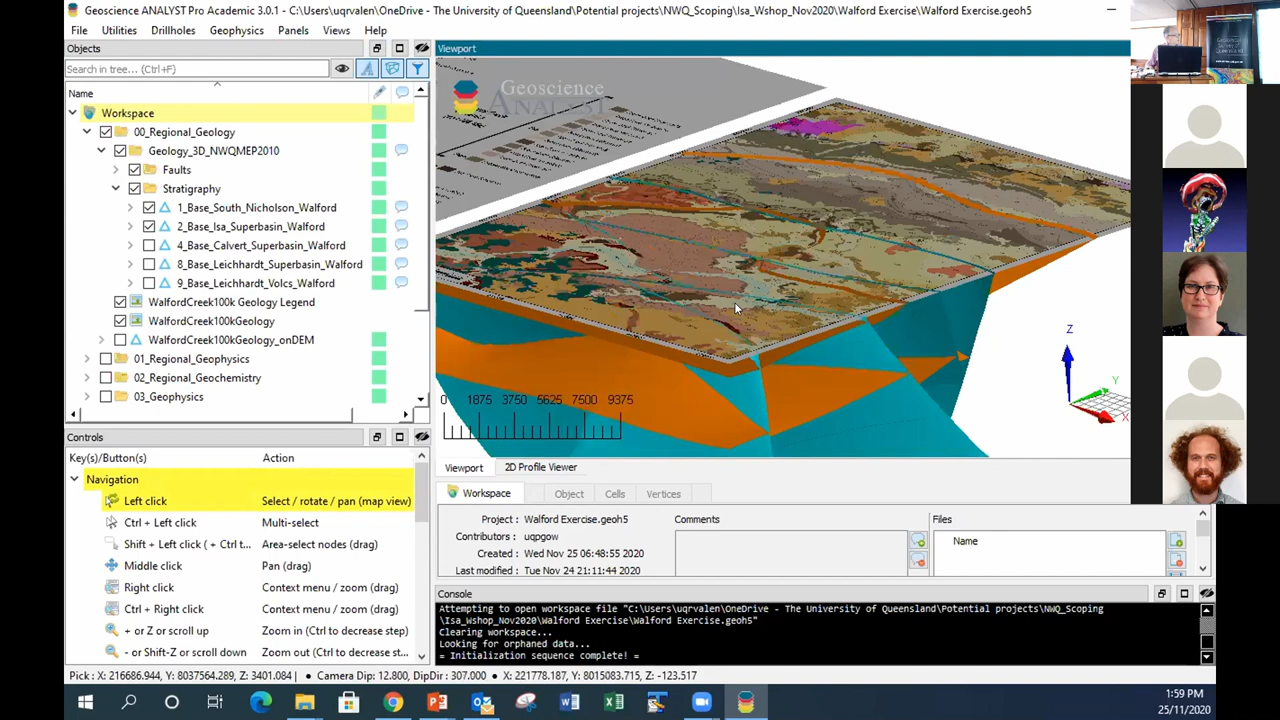 Geoscience ANALYST Pro Academic 3.0.1 - C:\Users\uqrvalen\OneDrive - The University of Queensland\Potential projects\NWQ_Scoping\Isa_Wshop_Nov2020\Walford Exercise\Walford Exercise.geoh5
File Utilities Drillholes Geophysics Panels Views Help
Objects
Viewport
Search in tree... (Ctrl+F)
Name
Workspace
00_Regional_Geology
Geology_3D_NWQMEP2010
Faults
Stratigraphy
1_Base_South_Nicholson_Walford
2_Base_Isa_Superbasin_Walford
4_Base_Calvert_Superbasin_Walford
8_Base_Leichhardt_Superbasin_Walford
9_Base_Leichhardt_Volcs_Walford
WalfordCreek100k Geology Legend
WalfordCreek100kGeology
WalfordCreek100kGeology_onDEM
01_Regional_Geophysics
02_Regional_Geochemistry
03_Geophysics
Geoscience
ANALYST
Z
Y
X
0 1875 3750 5625 7500 9375
Controls
Key(s)/Button(s) Action
Navigation
Left click Select / rotate / pan (map view)
Ctrl + Left click Multi-select
Shift + Left click ( + Ctrl t... Area-select nodes (drag)
Middle click Pan (drag)
Right click Context menu / zoom (drag)
Ctrl + Right click Context menu / zoom (drag)
+ or Z or scroll up Zoom in (Ctrl to decrease step)
- or Shift-Z or scroll down Zoom out (Ctrl to decrease st...
Viewport 2D Profile Viewer
Workspace Object Cells Vertices
Project : Walford Exercise.geoh5
Contributors : uqpgow
Created : Wed Nov 25 06:48:55 2020
Last modified : Tue Nov 24 21:11:44 2020
Comments
Files
Name
Console
Attempting to open workspace file "C:\Users\uqrvalen\OneDrive - The University of Queensland\Potential projects\NWQ_Scoping
\Isa_Wshop_Nov2020\Walford Exercise\Walford Exercise.geoh5"
Clearing workspace...
Looking for orphaned data...
= Initialization sequence complete! =
Pick : X: 216686.944, Y: 8037564.289, Z: 3401.084 | • Camera Dip: 12.800, DipDir : 307.000 • Cursor : X: 221778.187, Y: 8015083.715, Z: -123.517
1:59 PM
25/11/2020